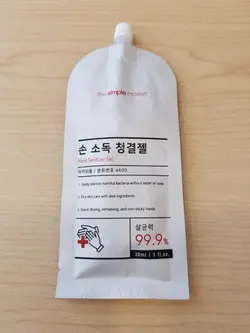 the simple market
손 소독 청결젤
Hand Sanitizer Gel
의약외품 / 분류번호 4600
1. Easily remove harmful bacteria without water or soap.
2. Dry skin care with aloe ingredients.
3. Quick drying, refreshing, and non-sticky hands.
살균력
99.9%
30ml / 1 fl oz.